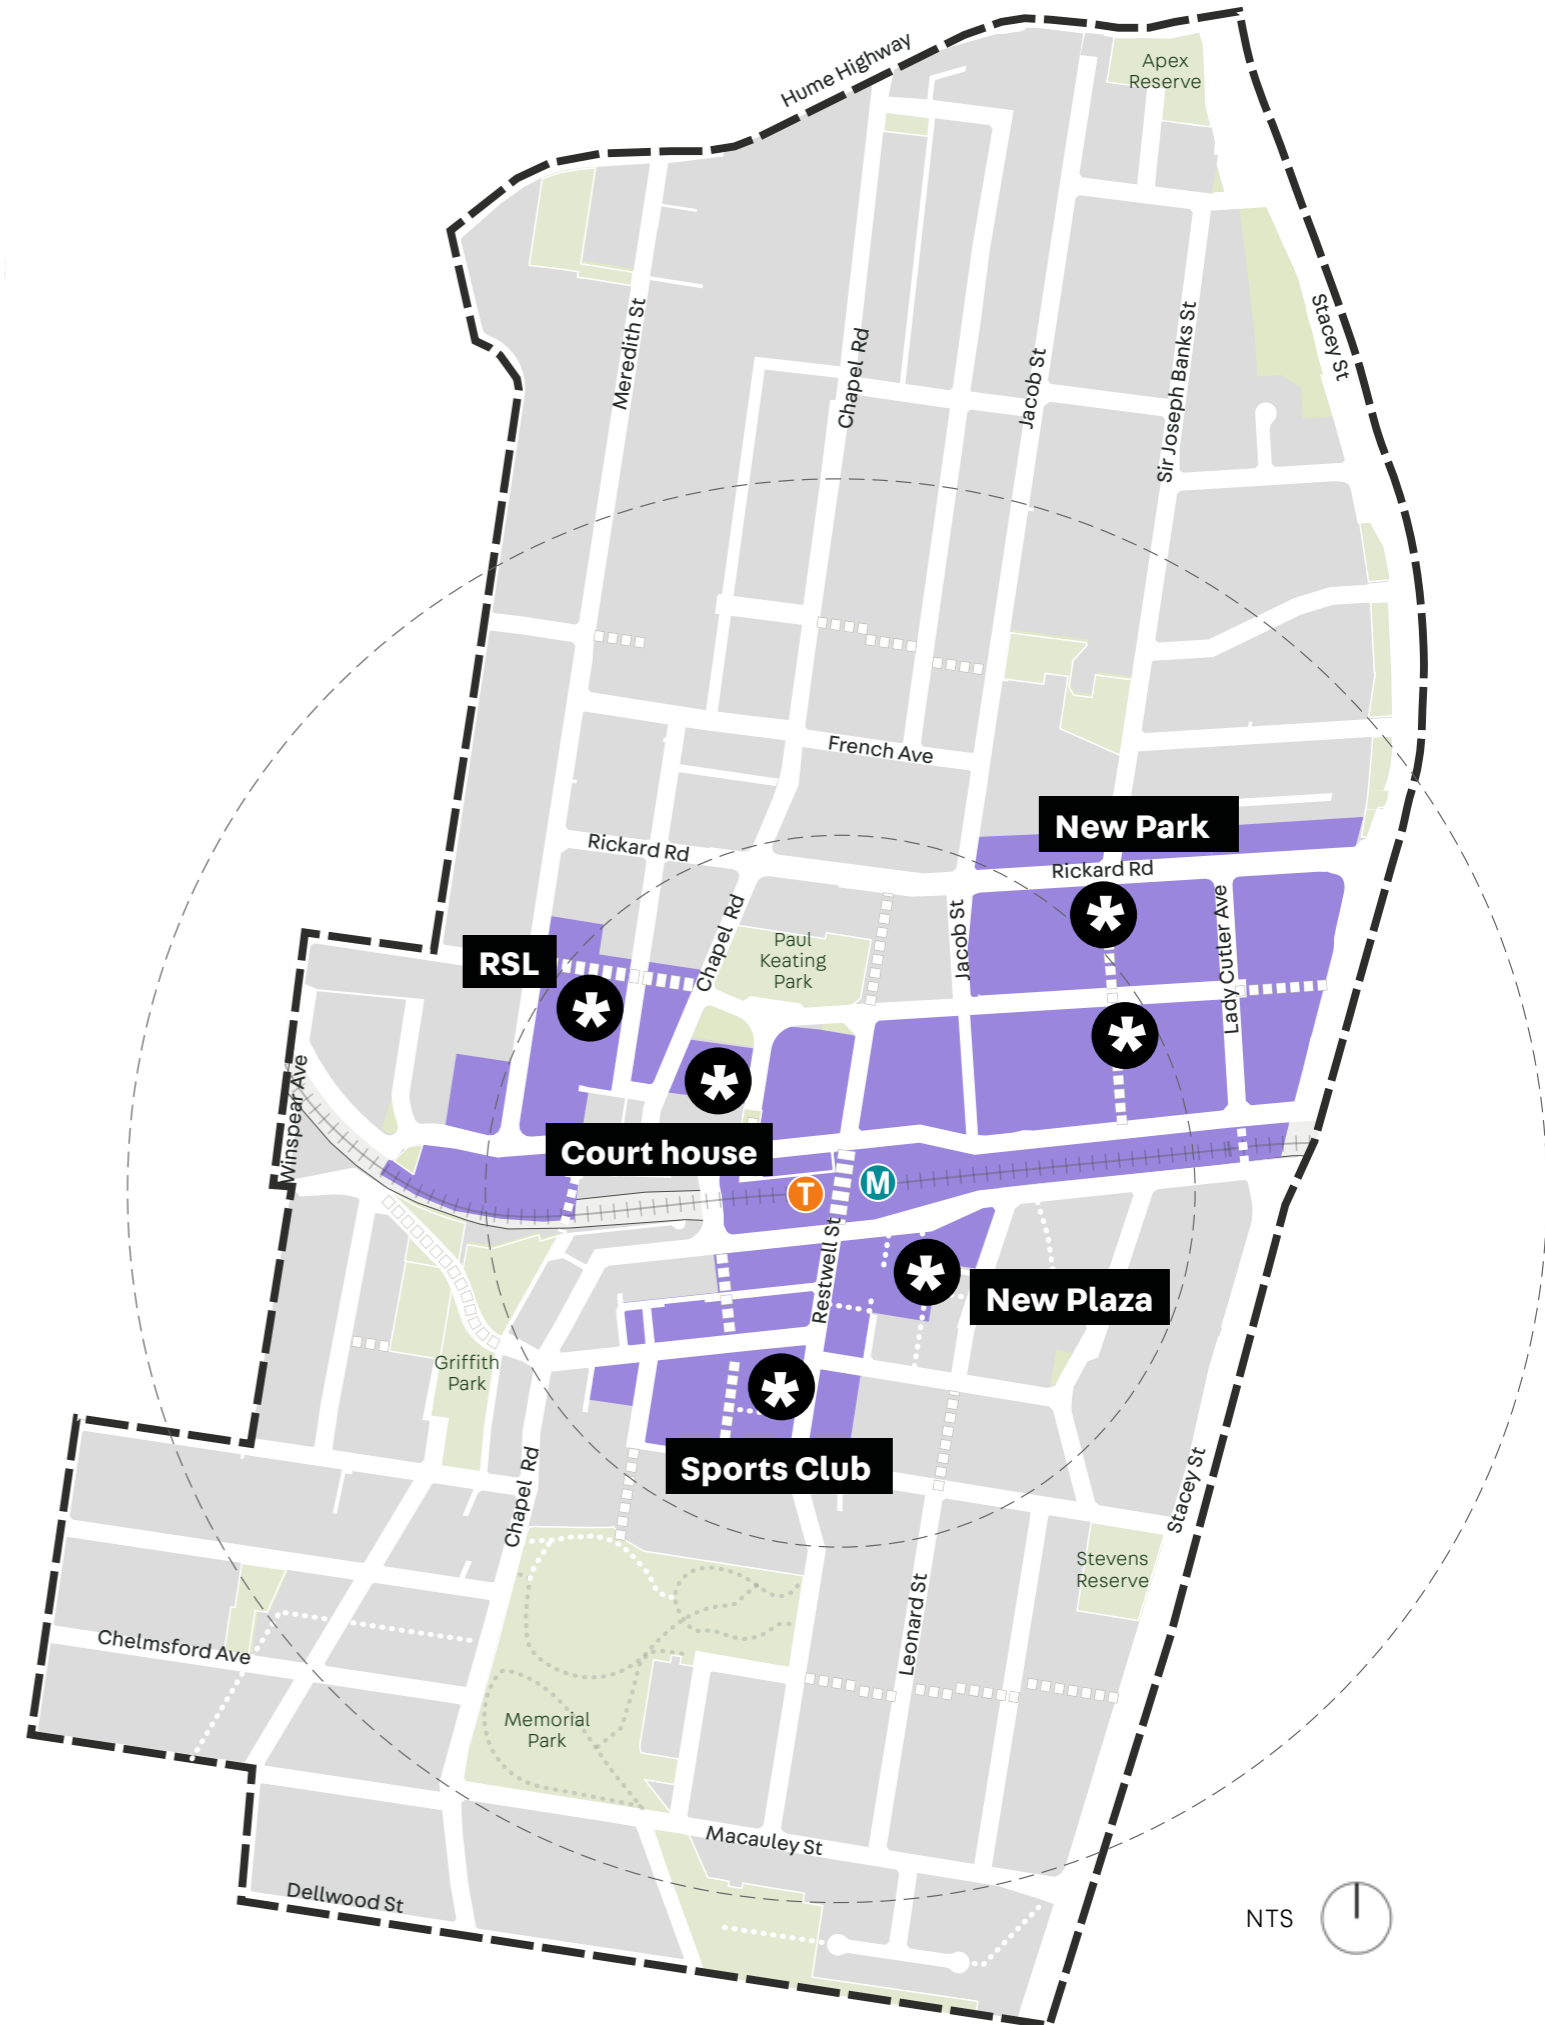 Apex
Reserve
Hume Highway
Stacey St
Meredith St
Sir Joseph Banks St
Chapel Rd
Jacob St
French Ave
New Park
Rickard Rd
Rickard Rd
Lady Cutler Ave
Chapel Rd
Jacob St
Paul
Keating
Park
RSL
Winspear Ave
Court house
T
M
Restwell St
New Plaza
Griffith
Park
Sports Club
Chapel Rd
Stacey St
Stevens
Reserve
Leonard St
Chelmsford Ave
Memorial
Park
Macauley St
Dellwood St
NTS